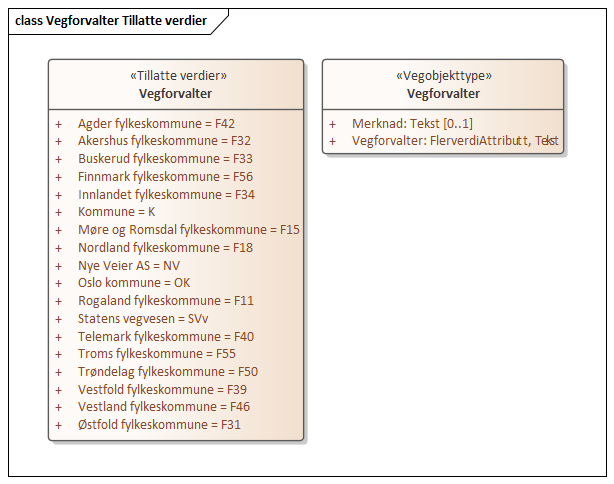 class Vegforvalter Tillatte verdier
«Tillatte verdier»
Vegforvalter
+ Agder fylkeskommune = F42
+ Akershus fylkeskommune = F32
+ Buskerud fylkeskommune = F33
+ Finnmark fylkeskommune = F56
+ Innlandet fylkeskommune = F34
+ Kommune = K
+ Møre og Romsdal fylkeskommune = F15
+ Nordland fylkeskommune = F18
+ Nye Veier AS = NV
+ Oslo kommune = OK
+ Rogaland fylkeskommune = F11
+ Statens vegvesen = SVv
+ Telemark fylkeskommune = F40
+ Troms fylkeskommune = F55
+ Trøndelag fylkeskommune = F50
+ Vestfold fylkeskommune = F39
+ Vestland fylkeskommune = F46
+ Østfold fylkeskommune = F31
«Vegobjekttype»
Vegforvalter
+ Merknad: Tekst [0..1]
+ Vegforvalter: FlerverdiAttributt, Tekst